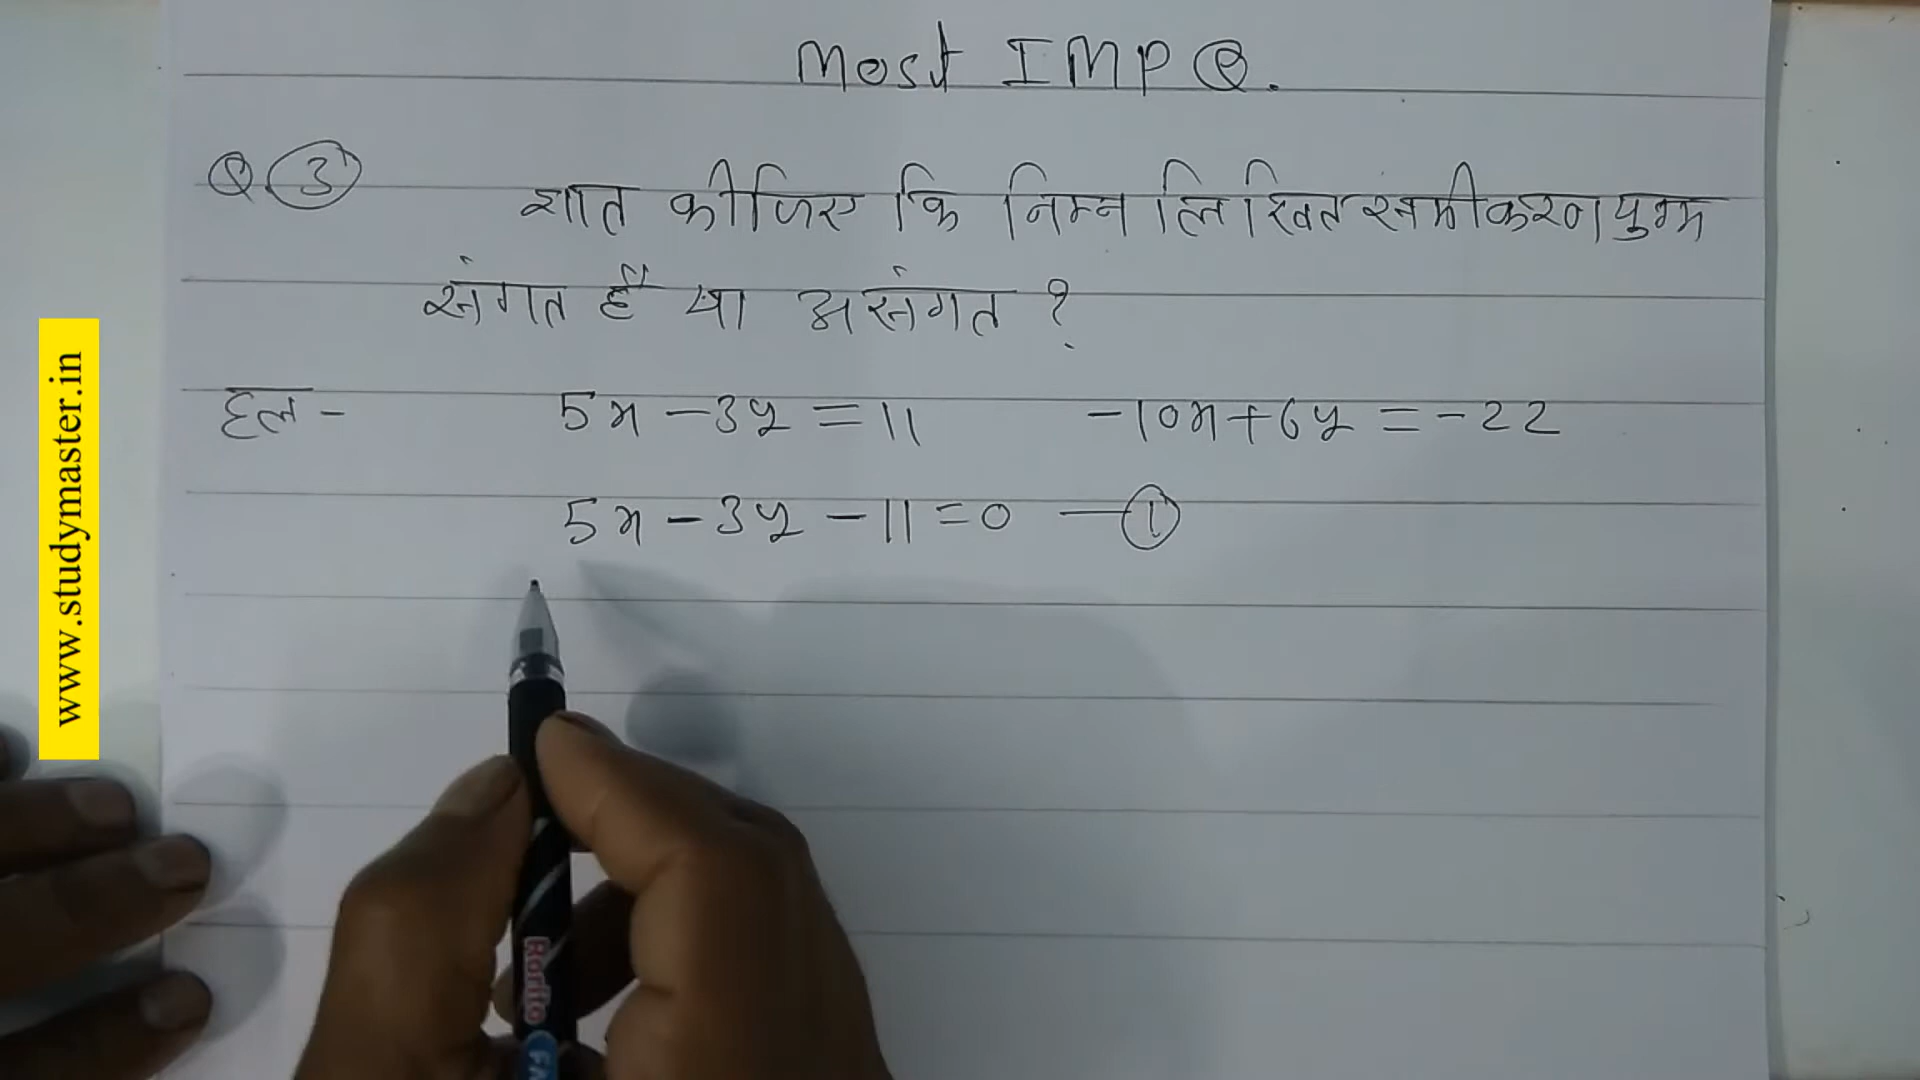 Most IMP Q.
Q. 3 ज्ञात कीजिए कि निम्न लिखित समीकरण युग्म
संगत है या असंगत ?
हल - 5x - 3y = 11 -10x + 6y = -22
5x - 3y - 11 = 0 — 1
www.studymaster.in
Rorito